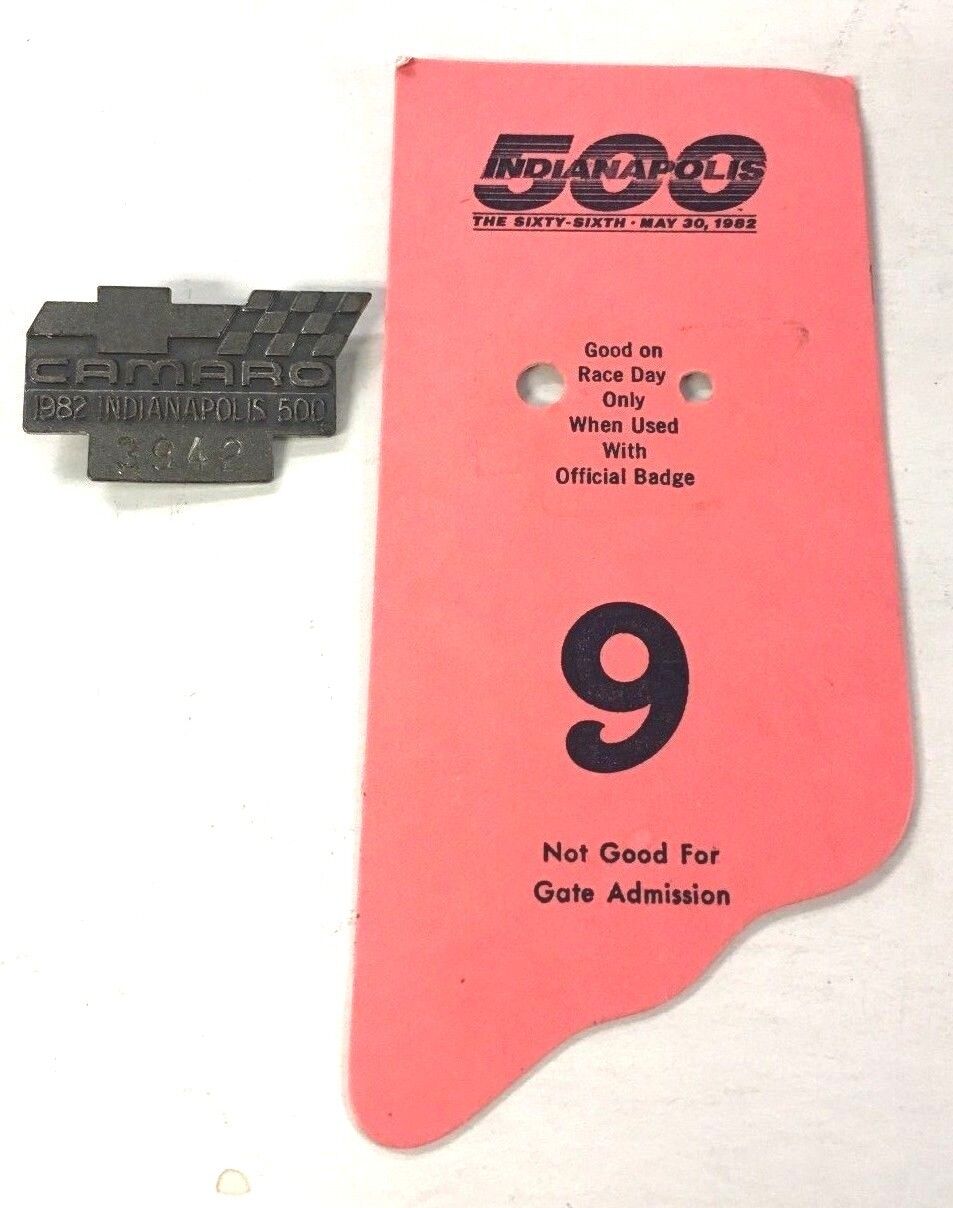 CAMARO
1982 INDIANAPOLIS 500
3942
500
INDIANAPOLIS
THE SIXTY-SIXTH · MAY 30, 1982
Good on
Race Day
Only
When Used
With
Official Badge
9
Not Good For
Gate Admission